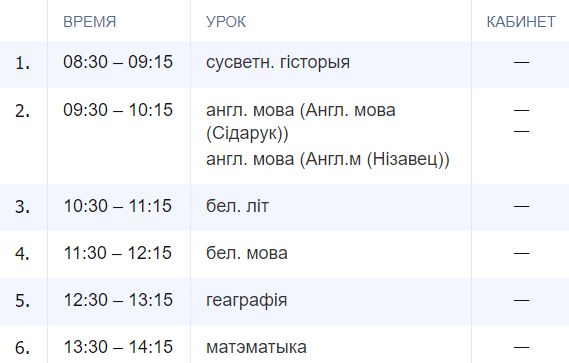 ВРЕМЯ УРОК КАБИНЕТ
1. 08:30 – 09:15 сусветн. гісторыя —
2. 09:30 – 10:15 англ. мова (Англ. мова —
(Сідарук)) —
англ. мова (Англ.м (Нізавец))
3. 10:30 – 11:15 бел. літ —
4. 11:30 – 12:15 бел. мова —
5. 12:30 – 13:15 геаграфія —
6. 13:30 – 14:15 матэматыка —